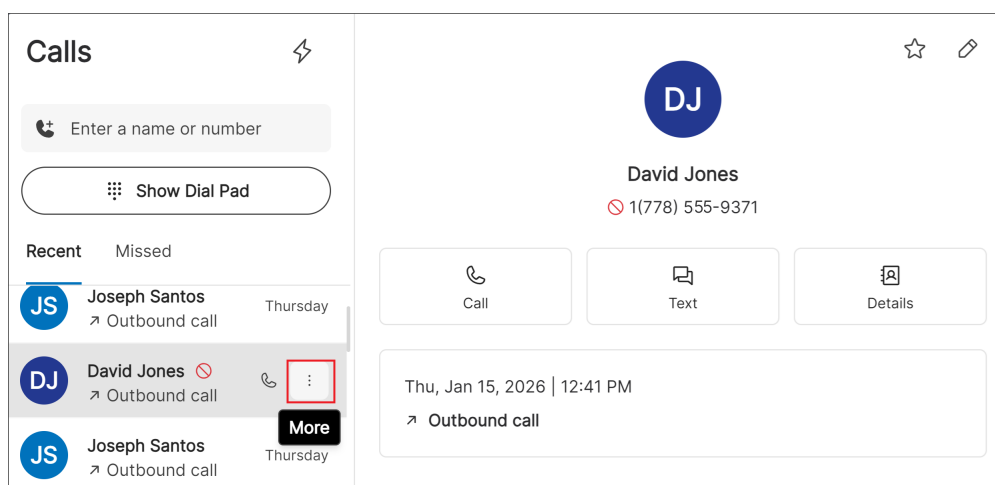 Calls
Enter a name or number
Show Dial Pad
Recent Missed
JS Joseph Santos
Outbound call
Thursday
DJ David Jones
Outbound call
More
JS Joseph Santos
Outbound call
Thursday
DJ
David Jones
1(778) 555-9371
Call Text Details
Thu, Jan 15, 2026 | 12:41 PM
Outbound call